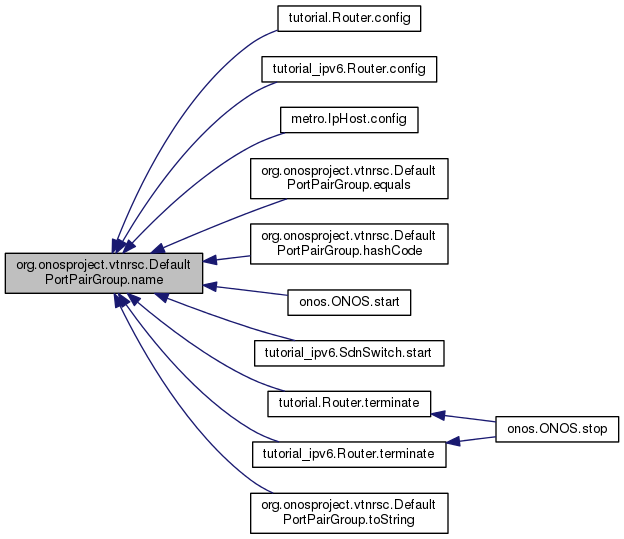 tutorial.Router.config
tutorial_ipv6.Router.config
metro.IpHost.config
org.onosproject.vtnrsc.Default
PortPairGroup.equals
org.onosproject.vtnrsc.Default
PortPairGroup.hashCode
org.onosproject.vtnrsc.Default
PortPairGroup.name
onos.ONOS.start
tutorial_ipv6.SdnSwitch.start
tutorial.Router.terminate
onos.ONOS.stop
tutorial_ipv6.Router.terminate
org.onosproject.vtnrsc.Default
PortPairGroup.toString